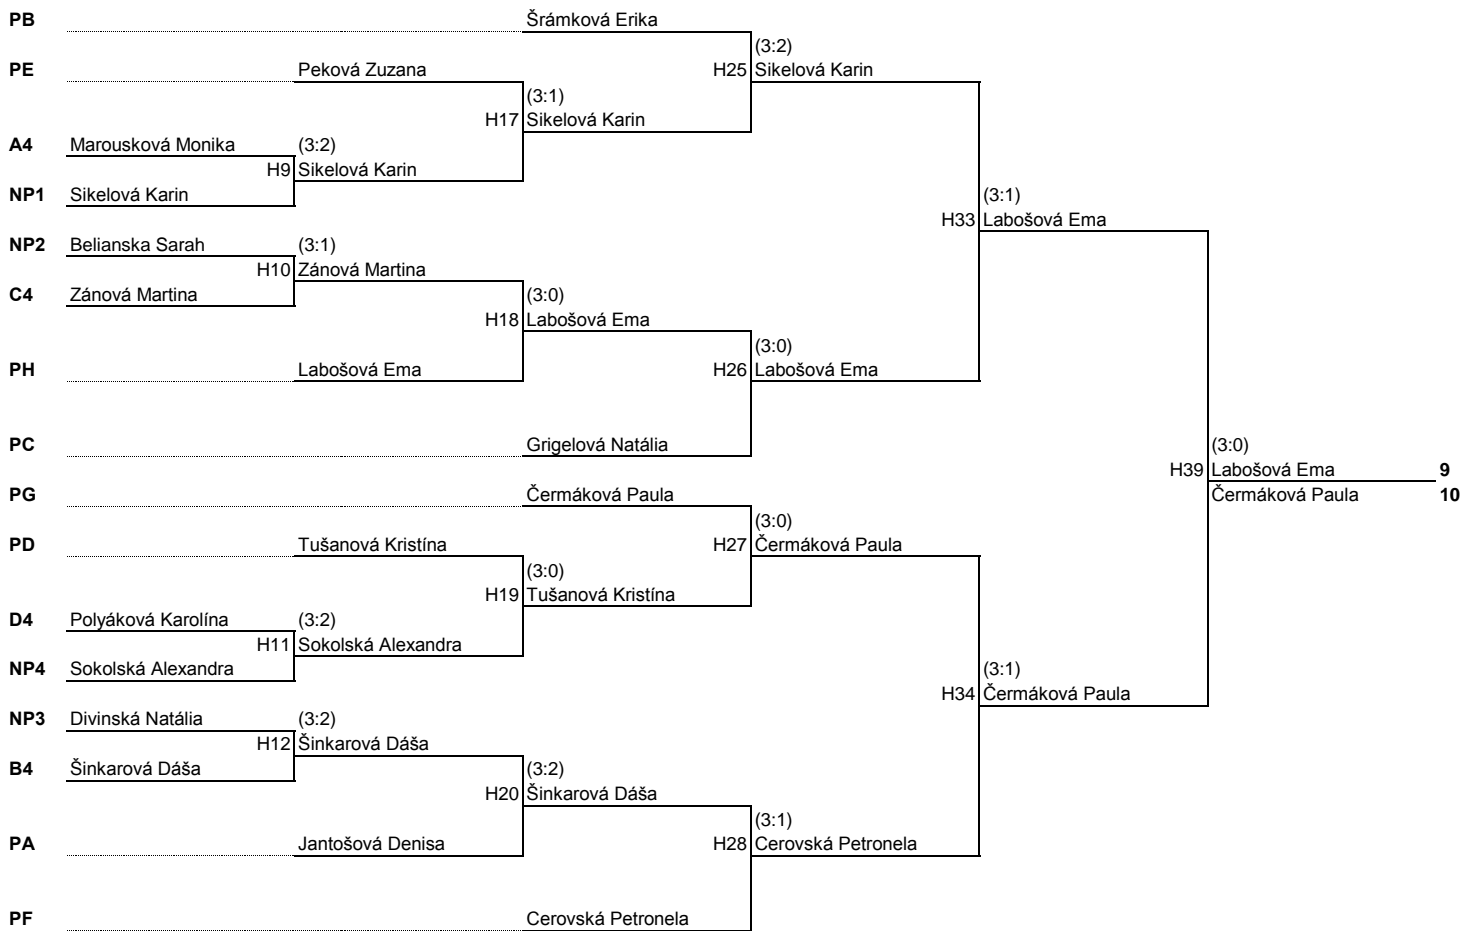 PB Šrámková Erika
(3:2)
PE Peková Zuzana H25 Sikelová Karin
(3:1)
H17 Sikelová Karin
A4 Marousková Monika (3:2)
H9 Sikelová Karin
NP1 Sikelová Karin (3:1)
H33 Labošová Ema
NP2 Belianska Sarah (3:1)
H10 Zánová Martina
C4 Zánová Martina (3:0)
H18 Labošová Ema
(3:0)
PH Labošová Ema H26 Labošová Ema
PC Grigelová Natália (3:0)
H39 Labošová Ema 9
PG Čermáková Paula Čermáková Paula 10
(3:0)
PD Tušanová Kristína H27 Čermáková Paula
(3:0)
H19 Tušanová Kristína
D4 Polyáková Karolína (3:2)
H11 Sokolská Alexandra
NP4 Sokolská Alexandra (3:1)
H34 Čermáková Paula
NP3 Divinská Natália (3:2)
H12 Šinkarová Dáša
B4 Šinkarová Dáša (3:2)
H20 Šinkarová Dáša
(3:1)
PA Jantošová Denisa H28 Cerovská Petronela
PF Cerovská Petronela